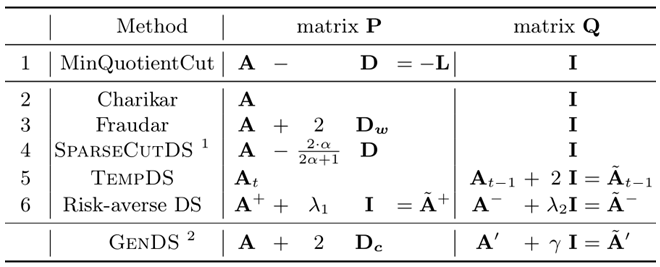 Method matrix P matrix Q
1 MinQuotientCut A − D = −L I
2 Charikar A I
3 Fraudar A + 2 D_w I
4 SPARSECUTDS ¹ A − 2·α/2α+1 D I
5 TEMPDS A_t A_{t−1} + 2 I = Ã_{t−1}
6 Risk-averse DS A⁺ + λ₁ I = Ã⁺ A⁻ + λ₂I = Ã⁻
GENDS ² A + 2 D_c A′ + γ I = Ã′